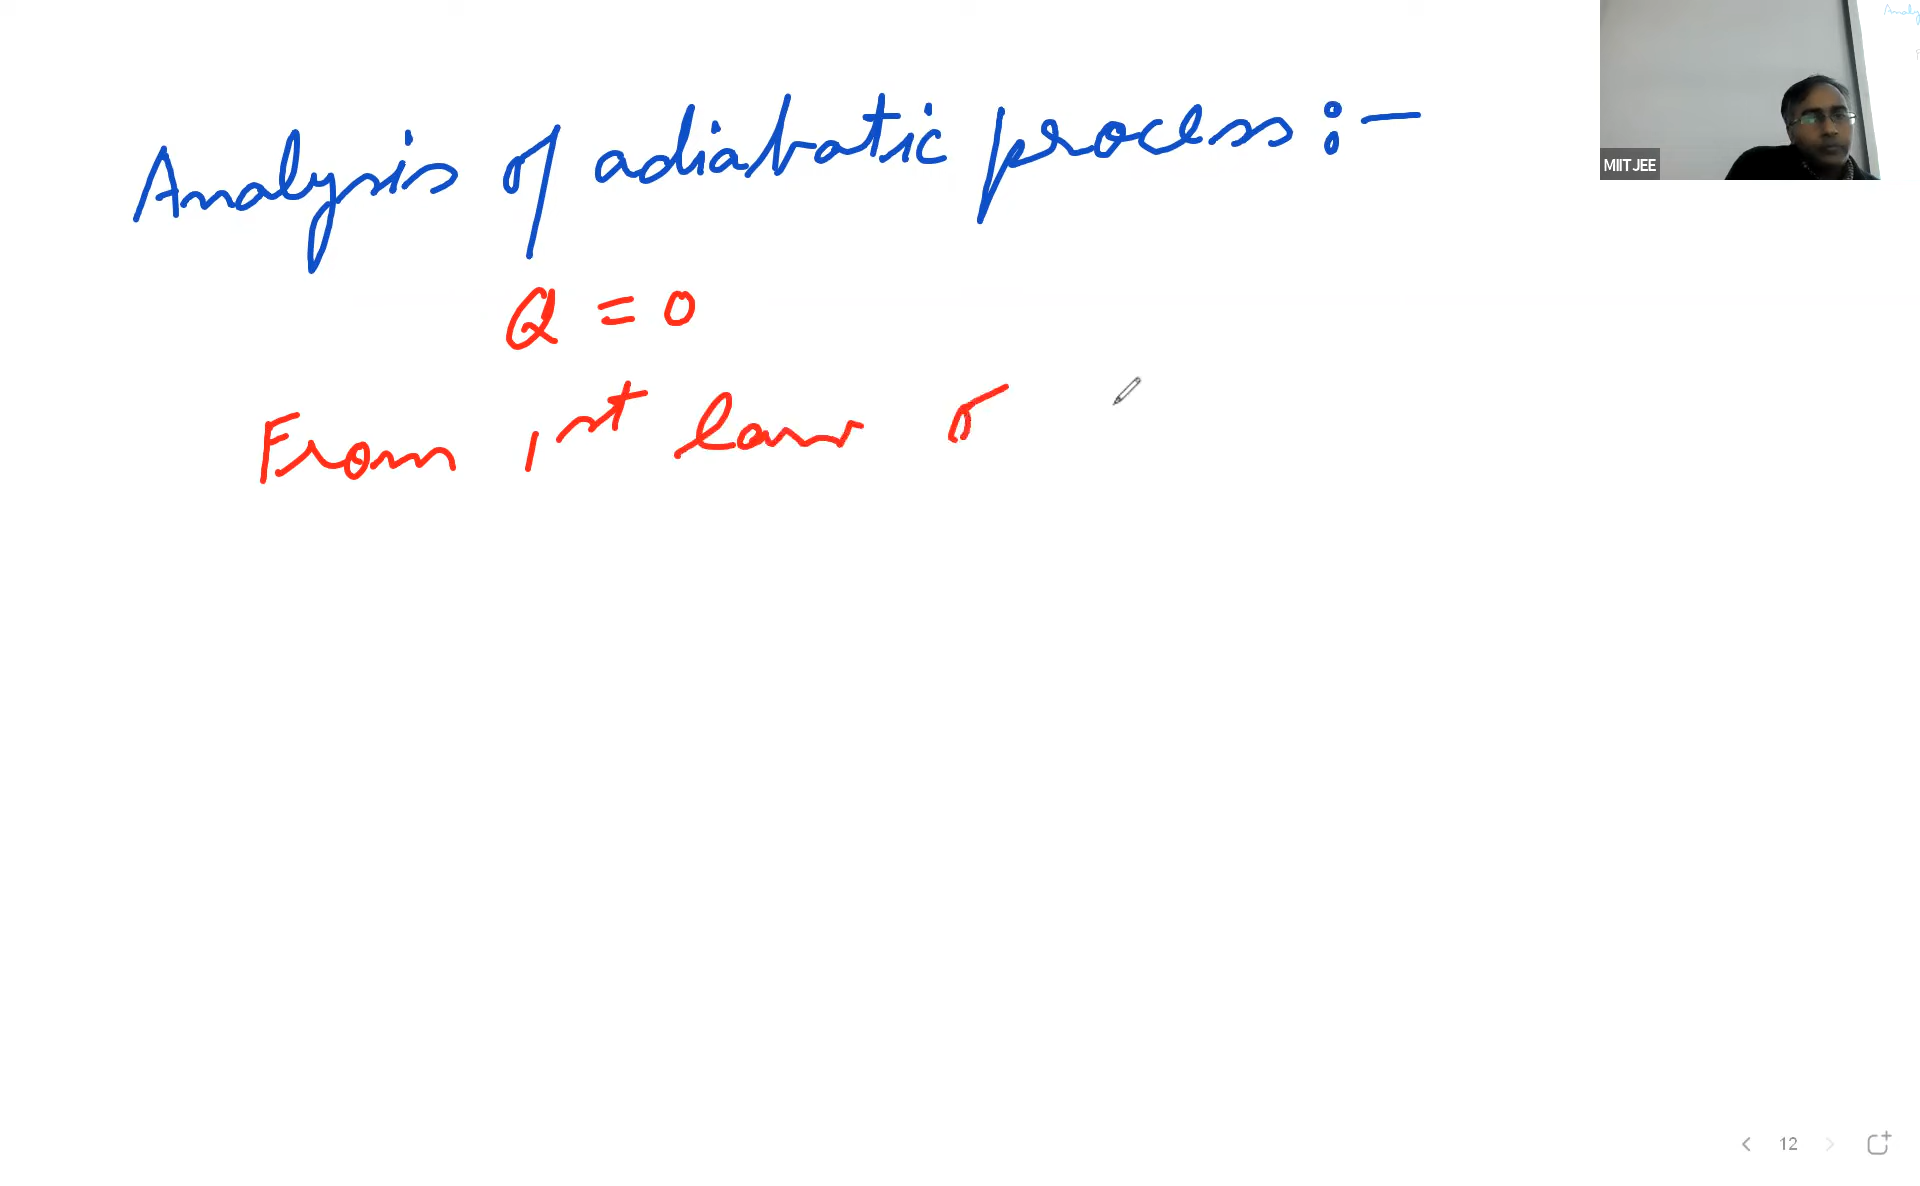 Analysis of adiabatic process :-
Q = 0
From 1st law
MIIT JEE
12